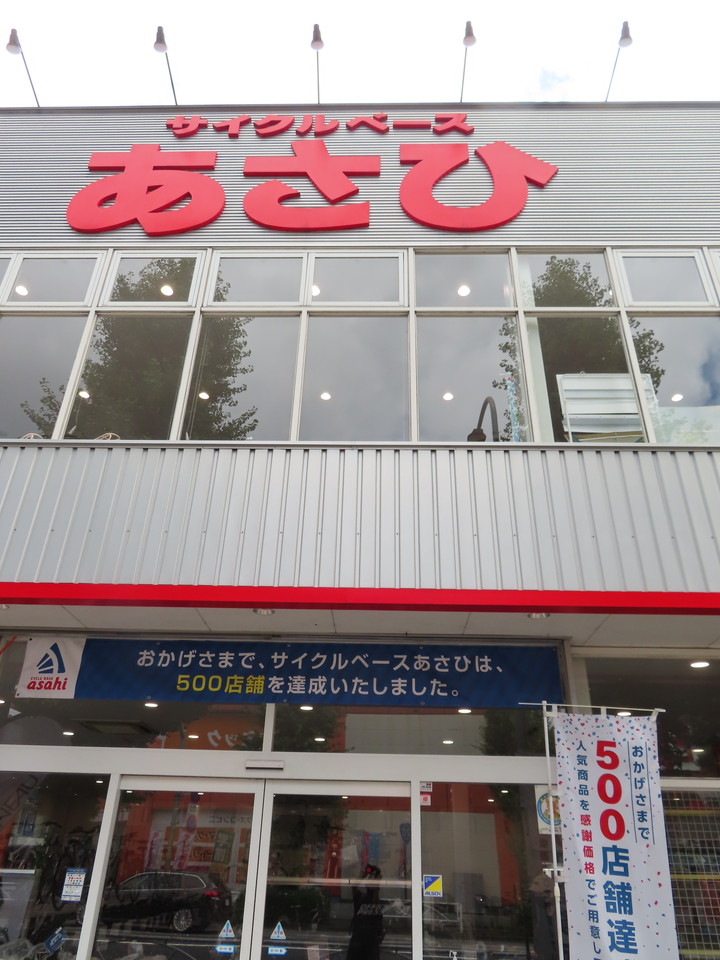 サイクルベース
あさひ
CYCLE BASE
asahi
おかげさまで、サイクルベースあさひは、
500店舗を達成いたしました。
おかげさまで
500店舗達
人気商品を感謝価格でご用意し